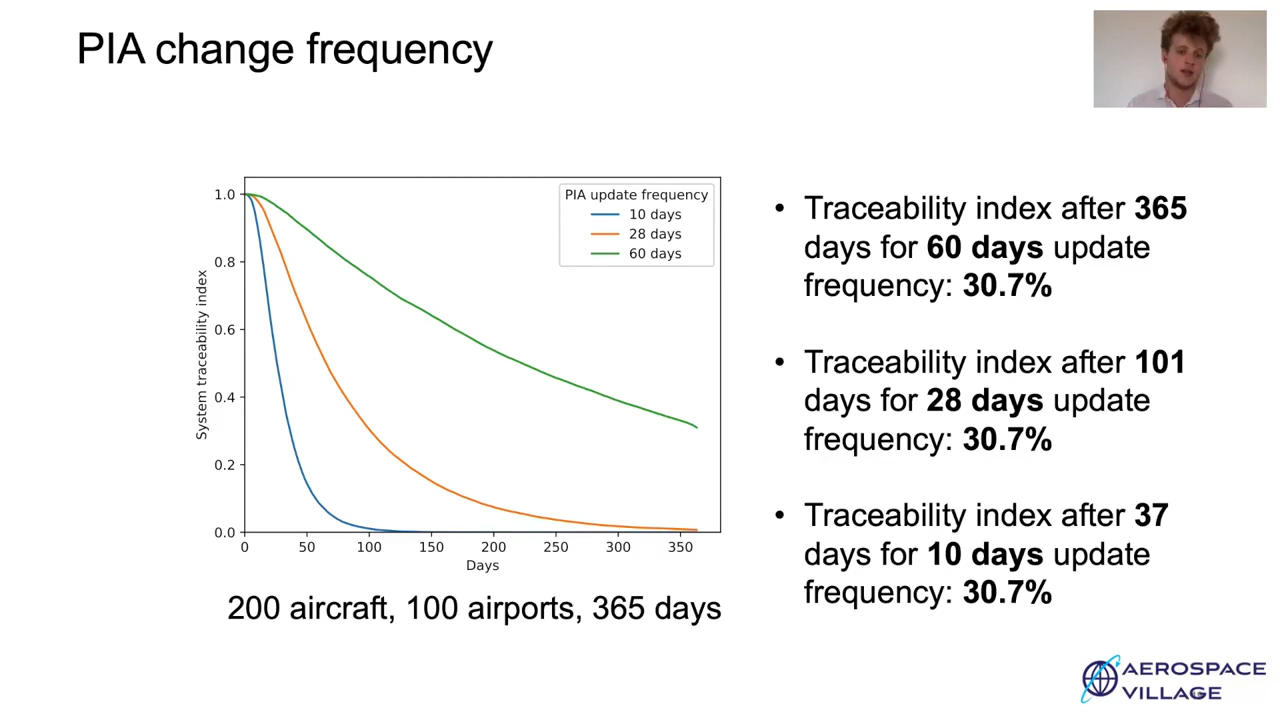 PIA change frequency
PIA update frequency
10 days
28 days
60 days
1.0
0.8
0.6
0.4
0.2
0.0
System traceability index
0 50 100 150 200 250 300 350
Days
200 aircraft, 100 airports, 365 days
• Traceability index after 365
days for 60 days update
frequency: 30.7%
• Traceability index after 101
days for 28 days update
frequency: 30.7%
• Traceability index after 37
days for 10 days update
frequency: 30.7%
AEROSPACE
VILLAGE